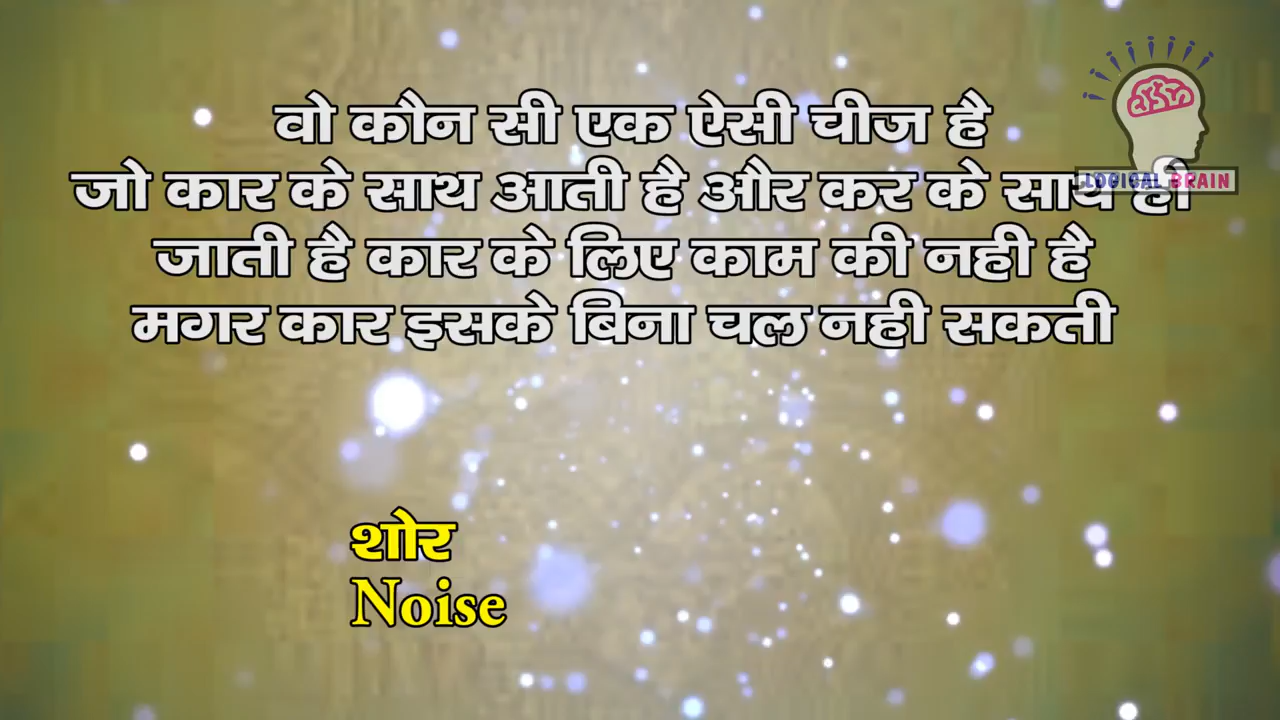 वो कौन सी एक ऐसी चीज है
जो कार के साथ आती है और कर के साथ ही
जाती है कार के लिए काम की नही है
मगर कार इसके बिना चल नही सकती
LOGICAL BRAIN
शोर
Noise